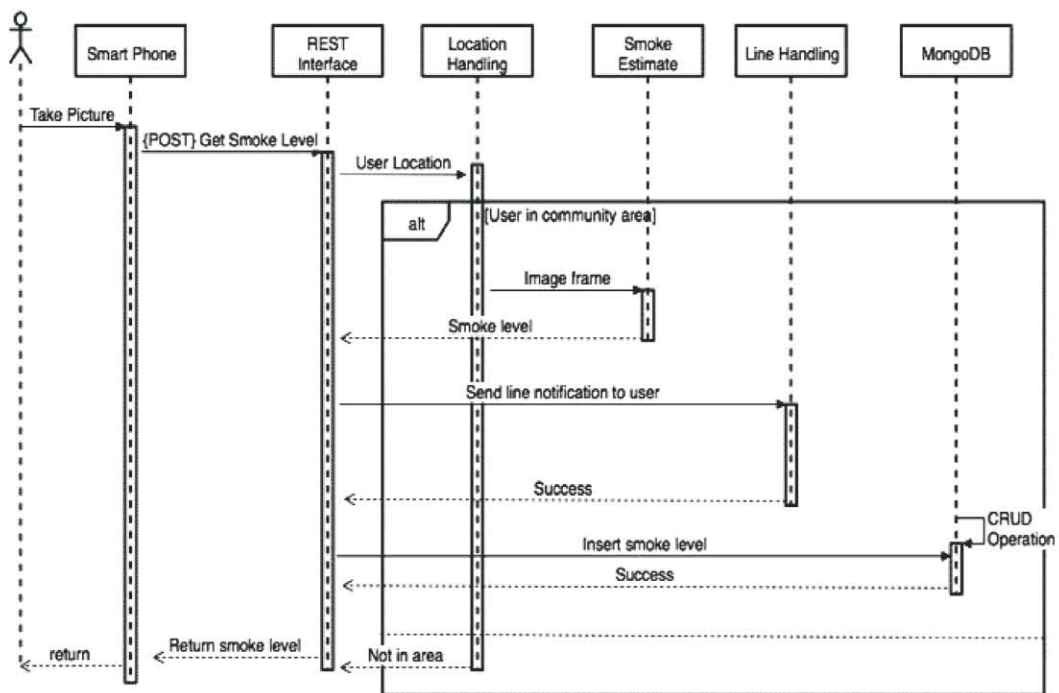 Smart Phone
REST
Interface
Location
Handling
Smoke
Estimate
Line Handling
MongoDB
Take Picture
{POST} Get Smoke Level
User Location
alt
[User in community area]
Image frame
Smoke level
Send line notification to user
Success
CRUD
Operation
Insert smoke level
Success
return
Return smoke level
Not in area